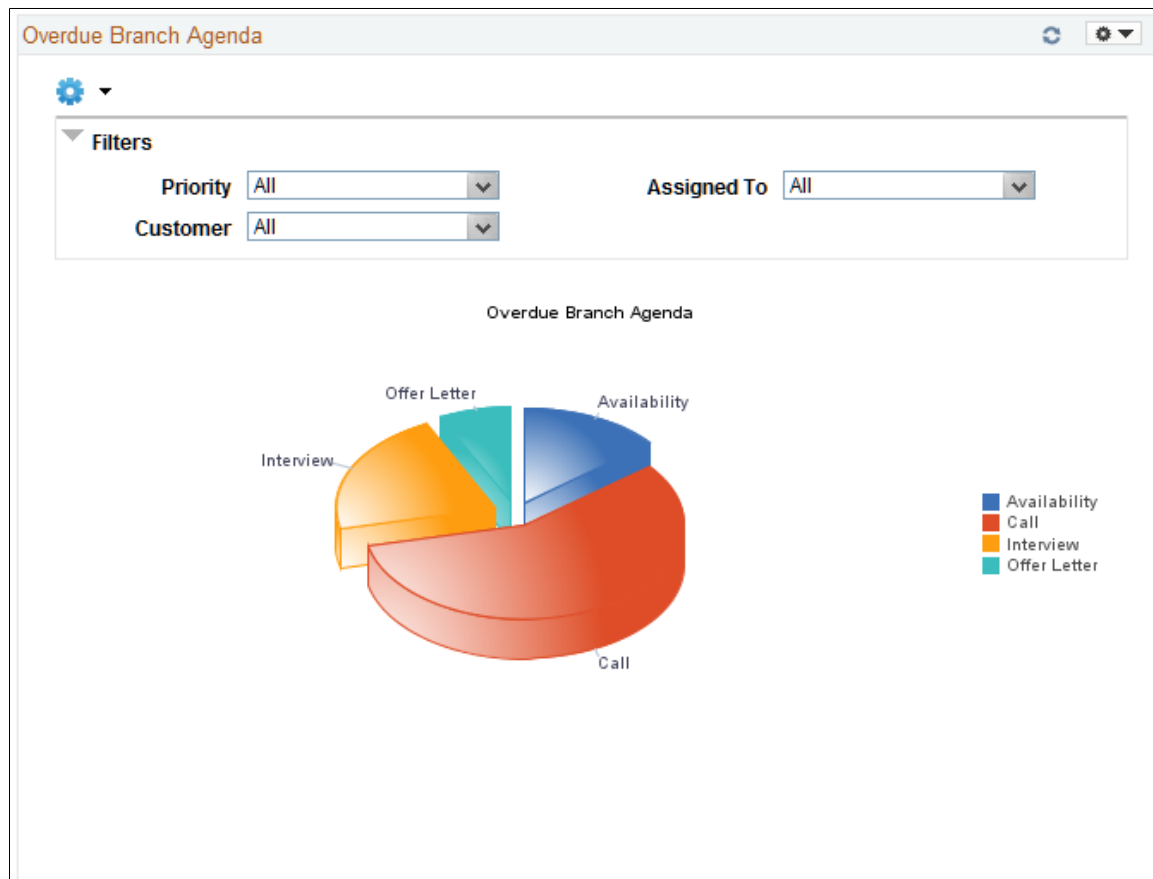 Overdue Branch Agenda
Filters
Priority All Assigned To All
Customer All
Overdue Branch Agenda
Offer Letter
Availability
Interview
Call
Availability
Call
Interview
Offer Letter